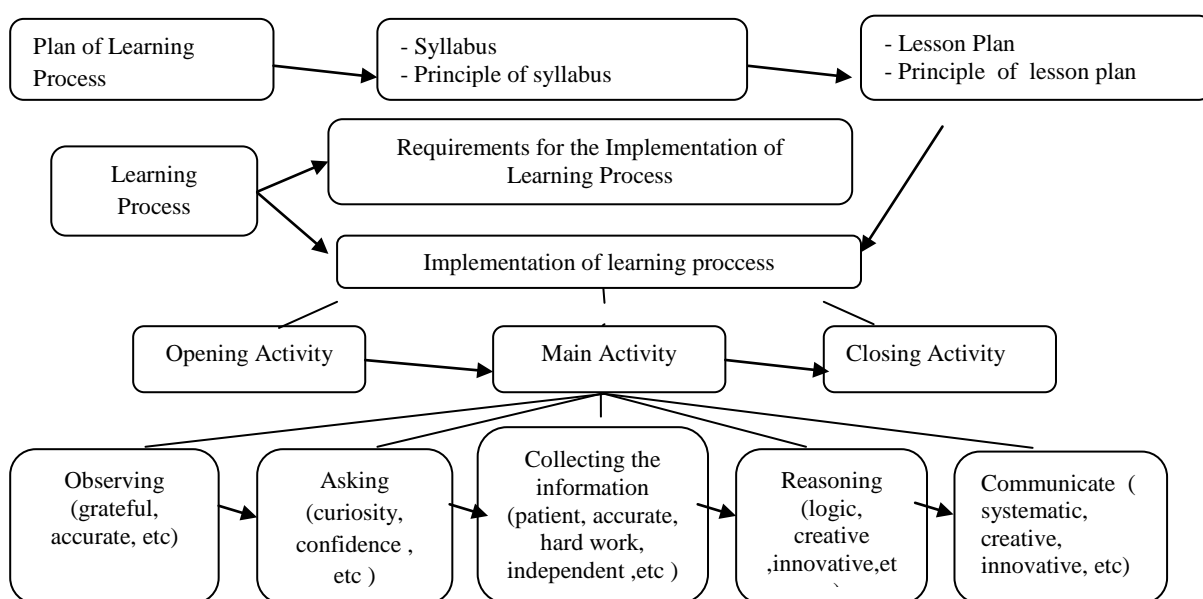 Plan of Learning
Process
- Syllabus
- Principle of syllabus
- Lesson Plan
- Principle of lesson plan
Requirements for the Implementation of
Learning Process
Learning
Process
Implementation of learning proccess
Opening Activity
Main Activity
Closing Activity
Observing
(grateful,
accurate, etc)
Asking
(curiosity,
confidence ,
etc )
Collecting the
information
(patient, accurate,
hard work,
independent ,etc )
Reasoning
(logic,
creative
,innovative,et
Communicate (
systematic,
creative,
innovative, etc)